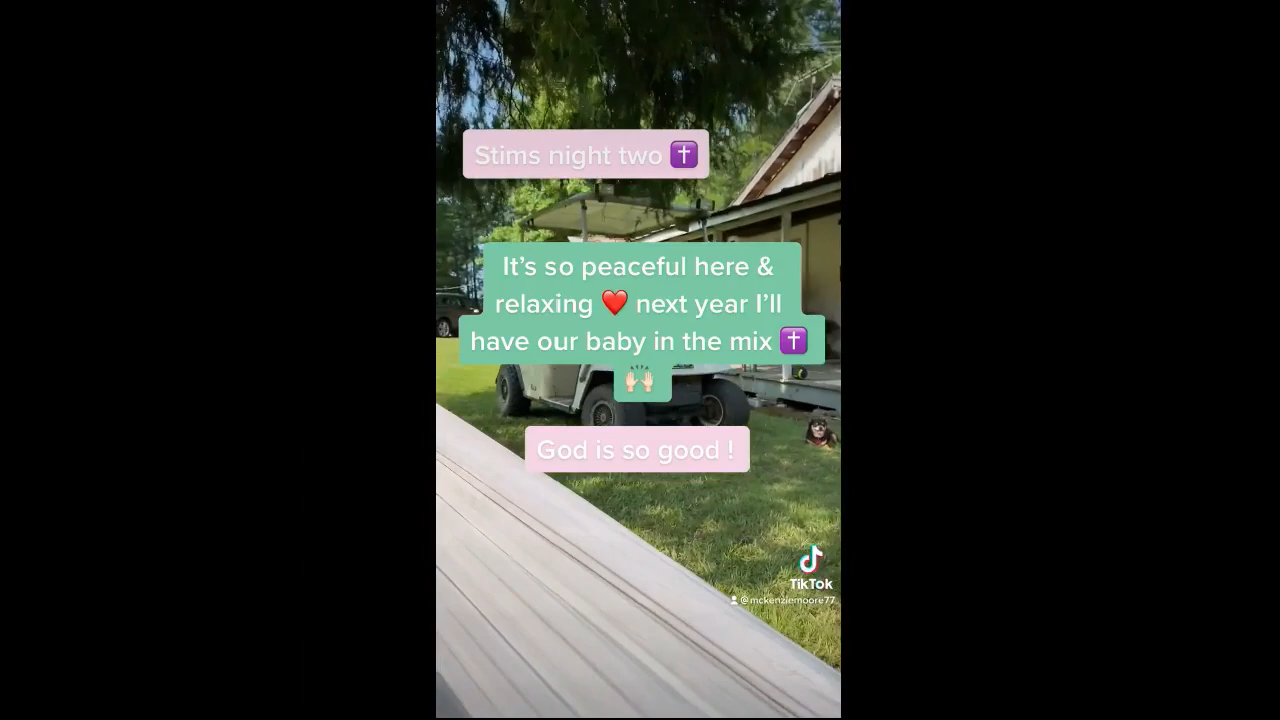 Stims night two ✝️
It’s so peaceful here &
relaxing ❤️ next year I’ll
have our baby in the mix ✝️
🙌🏻
God is so good !
TikTok
@mckenziemoore77